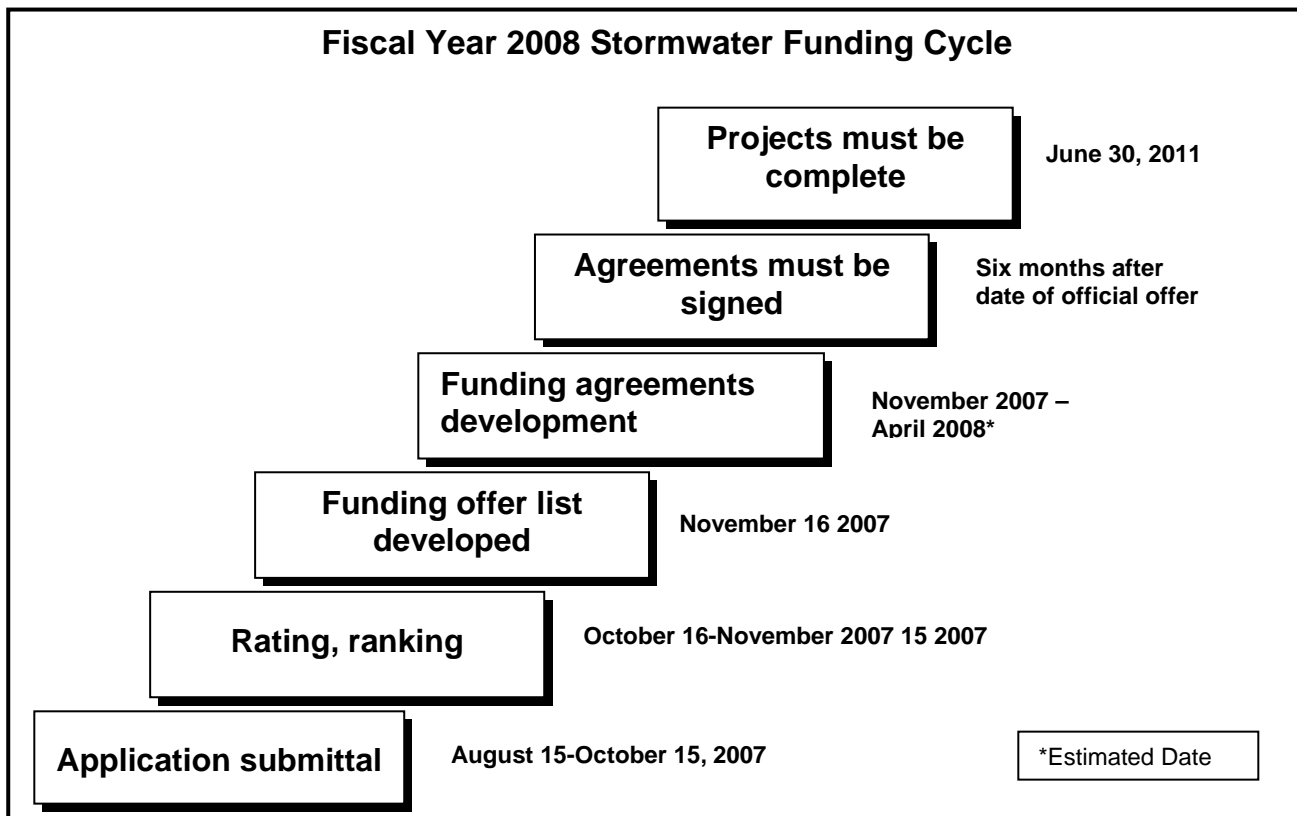 Fiscal Year 2008 Stormwater Funding Cycle
Projects must be
complete
June 30, 2011
Agreements must be
signed
Six months after
date of official offer
Funding agreements
development
November 2007 –
April 2008*
Funding offer list
developed
November 16 2007
Rating, ranking
October 16-November 2007 15 2007
Application submittal
August 15-October 15, 2007
*Estimated Date